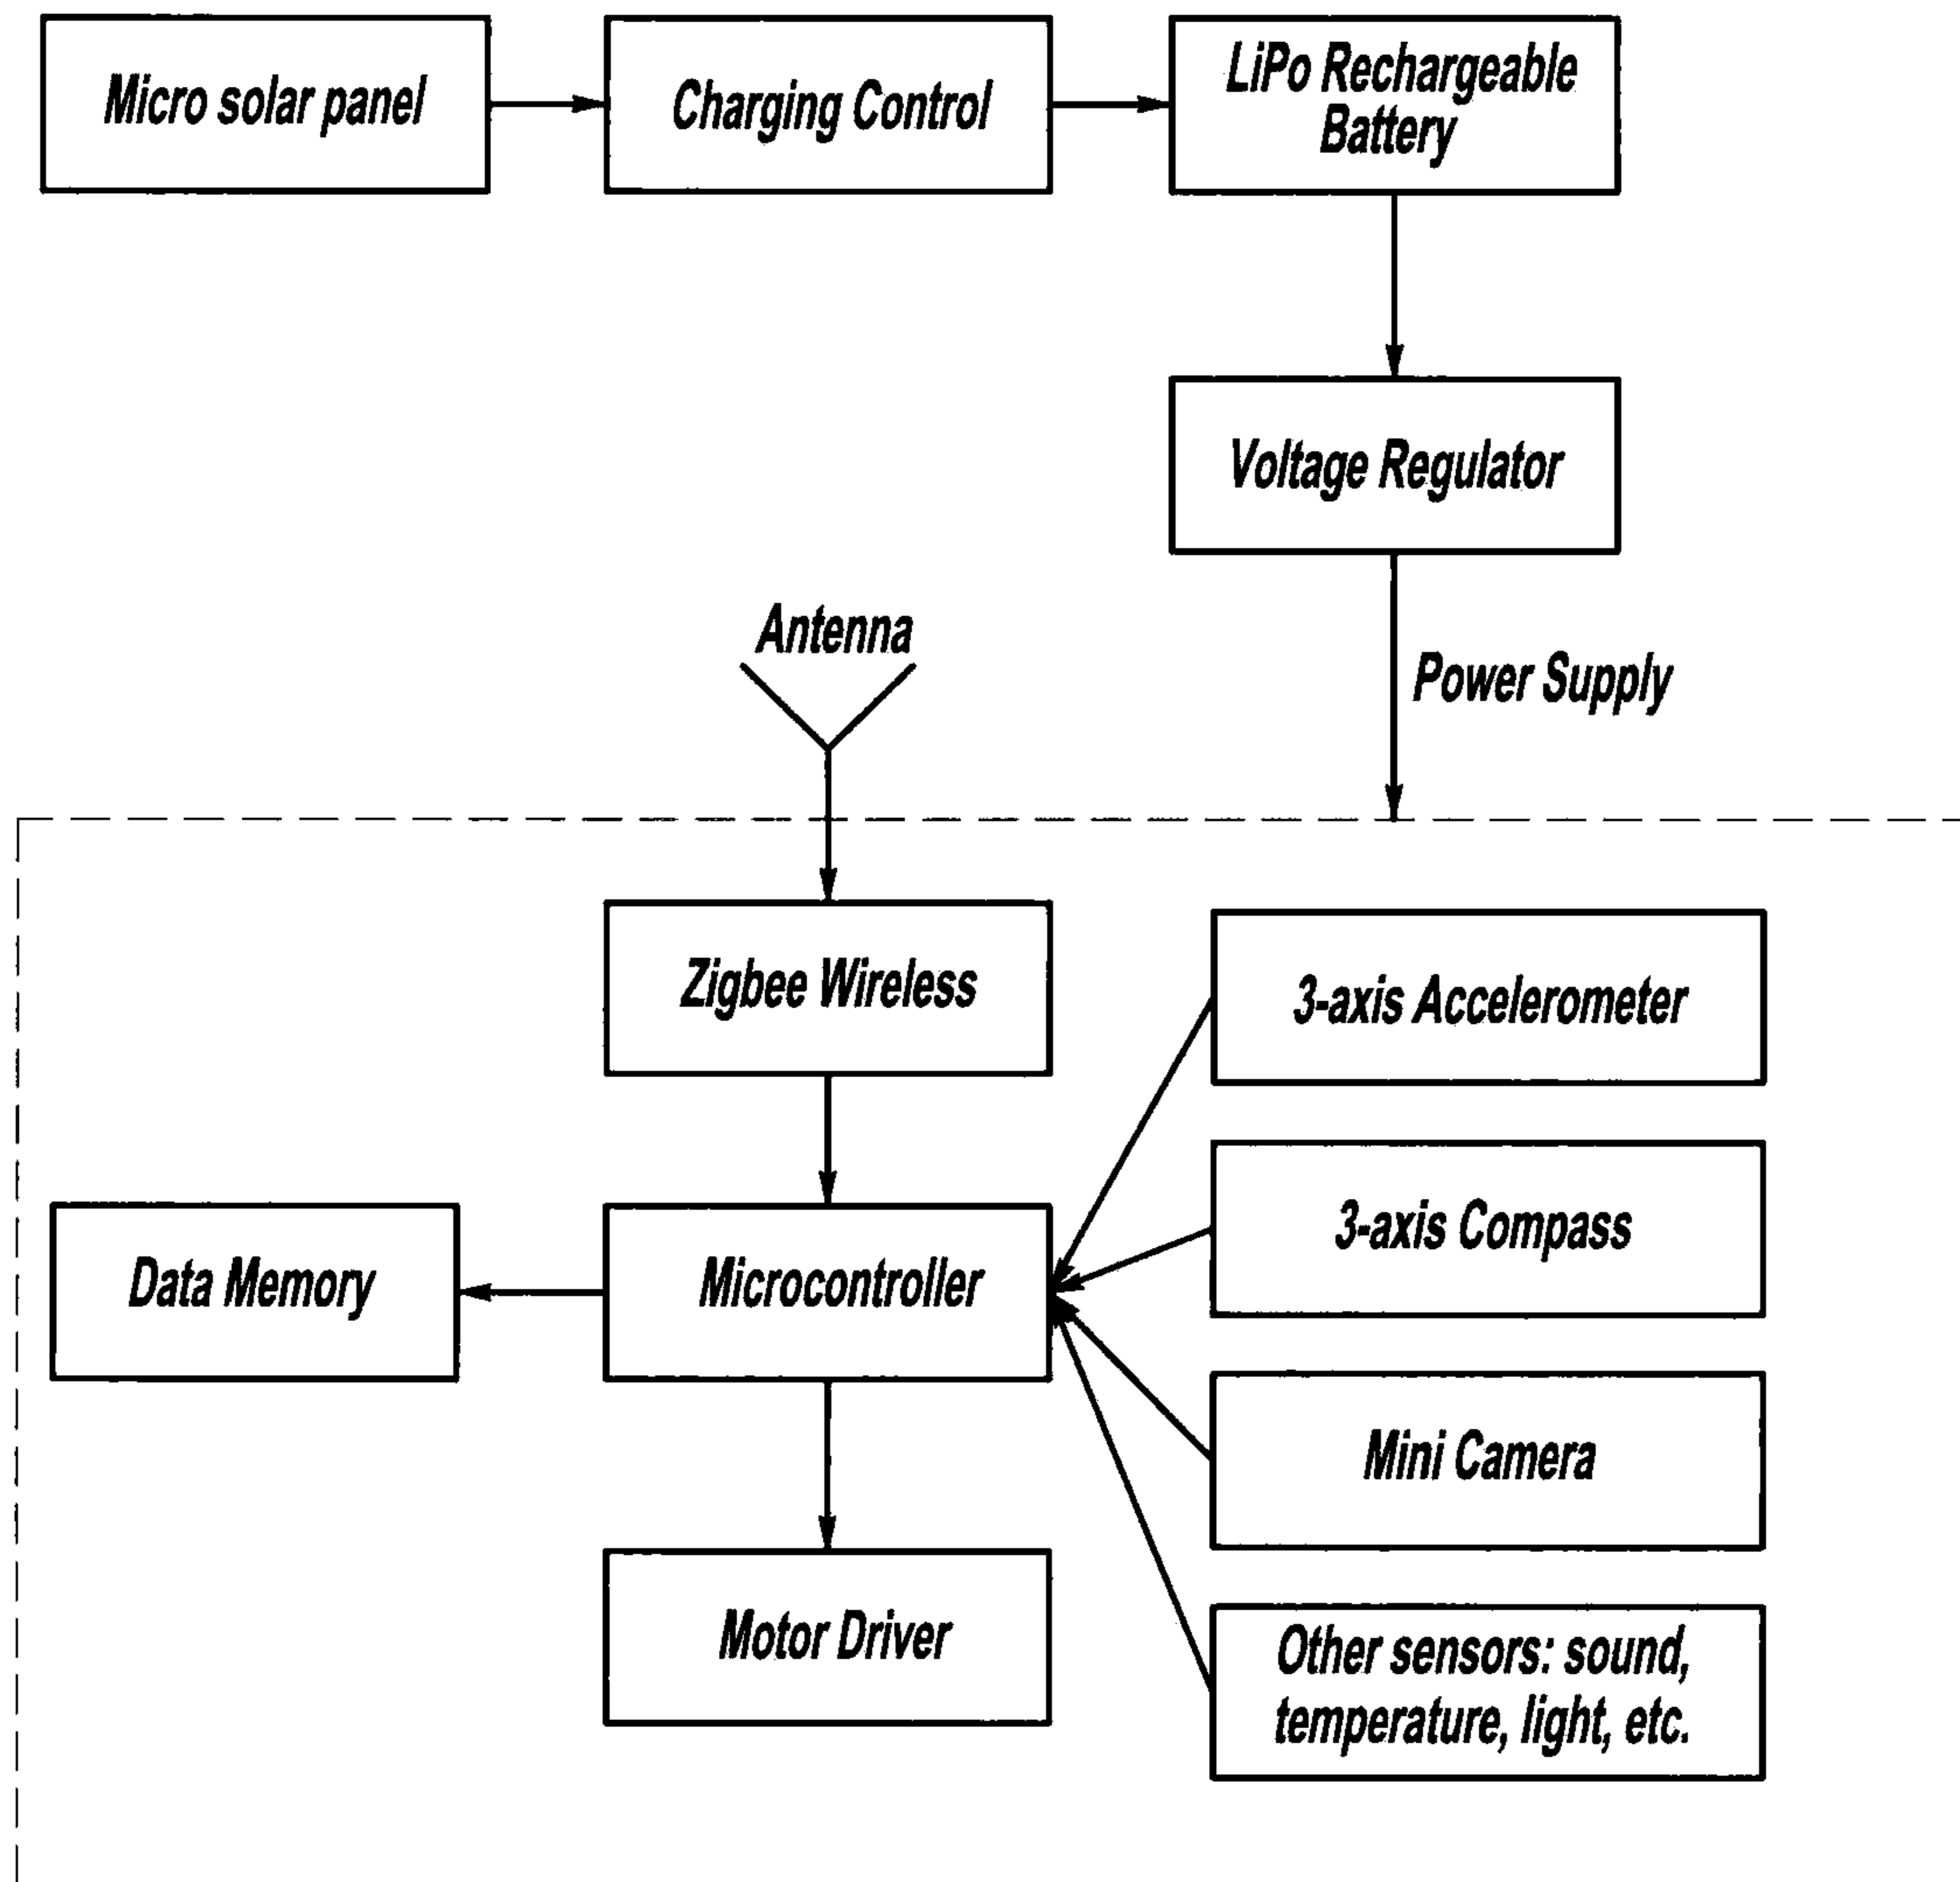 Micro solar panel
Charging Control
LiPo Rechargeable
Battery
Voltage Regulator
Antenna
Power Supply
Zigbee Wireless
3-axis Accelerometer
3-axis Compass
Data Memory
Microcontroller
Mini Camera
Motor Driver
Other sensors: sound,
temperature, light, etc.